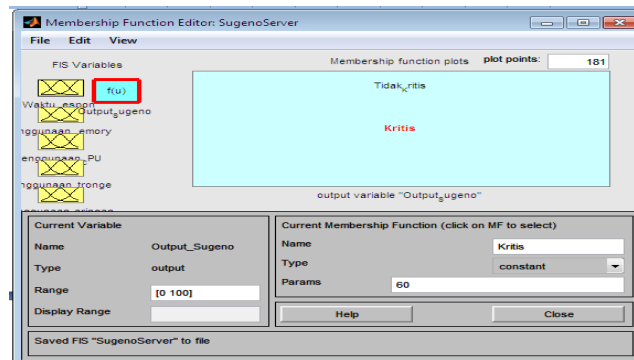 Membership Function Editor: SugenoServer
File Edit View
FIS Variables
Membership function plots plot points: 181
f(u)
Output_sugeno
Tidak_kritis
Kritis
output variable "Output_sugeno"
Current Variable
Name Output_Sugeno
Type output
Range [0 100]
Display Range
Current Membership Function (click on MF to select)
Name Kritis
Type constant
Params 60
Help Close
Saved FIS "SugenoServer" to file